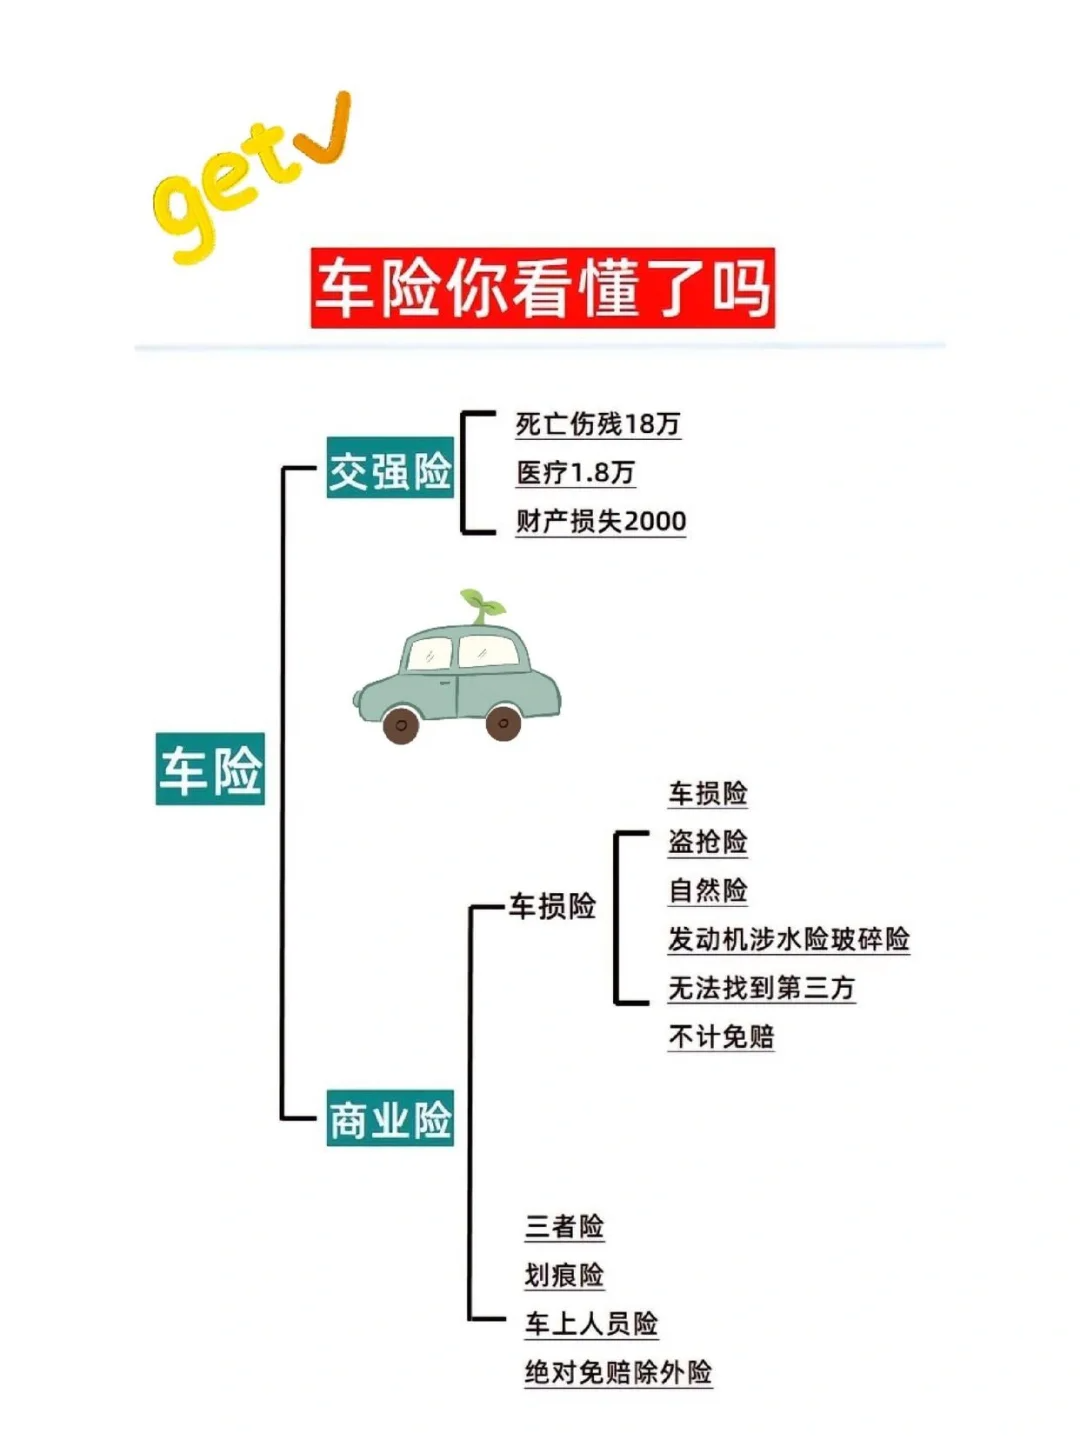 get
车险你看懂了吗
交强险
死亡伤残18万
医疗1.8万
财产损失2000
车险
车损险
车损险
盗抢险
自然险
发动机涉水险玻碎险
无法找到第三方
不计免赔
商业险
三者险
划痕险
车上人员险
绝对免赔除外险